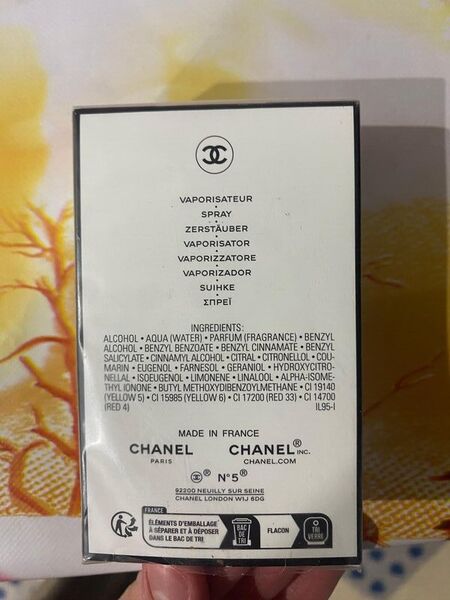 VAPORISATEUR
SPRAY
ZERSTÄUBER
VAPORISATOR
VAPORIZZATORE
VAPORIZADOR
SUIHKE
ΣΠΡΕΪ
INGREDIENTS:
ALCOHOL • AQUA (WATER) • PARFUM (FRAGRANCE) • BENZYL
ALCOHOL • BENZYL BENZOATE • BENZYL CINNAMATE • BENZYL
SALICYLATE • CINNAMYL ALCOHOL • CITRAL • CITRONELLOL • COU-
MARIN • EUGENOL • FARNESOL • GERANIOL • HYDROXYCITRO-
NELLAL • ISOEUGENOL • LIMONENE • LINALOOL • ALPHA-ISOME-
THYL IONONE • BUTYL METHOXYDIBENZOYLMETHANE • CI 19140
(YELLOW 5) • CI 15985 (YELLOW 6) • CI 17200 (RED 33) • CI 14700
(RED 4) IL95-I
MADE IN FRANCE
CHANEL CHANEL® INC.
PARIS CHANEL.COM
® N°5®
92200 NEUILLY SUR SEINE
CHANEL LONDON W1J 6DG
FRANCE
ÉLÉMENTS D'EMBALLAGE
À SÉPARER ET À DÉPOSER
DANS LE BAC DE TRI
BAC
DE
TRI
FLACON
TRI
VERRE